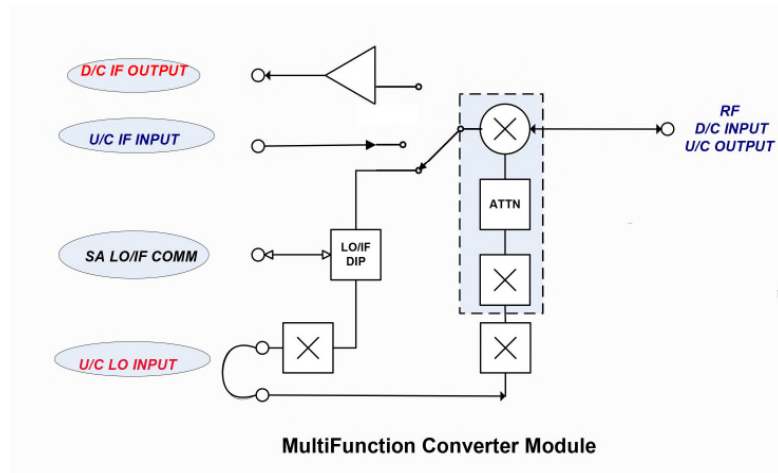 D/C IF OUTPUT
U/C IF INPUT
RF
D/C INPUT
U/C OUTPUT
ATTN
SA LO/IF COMM
LO/IF
DIP
U/C LO INPUT
MultiFunction Converter Module